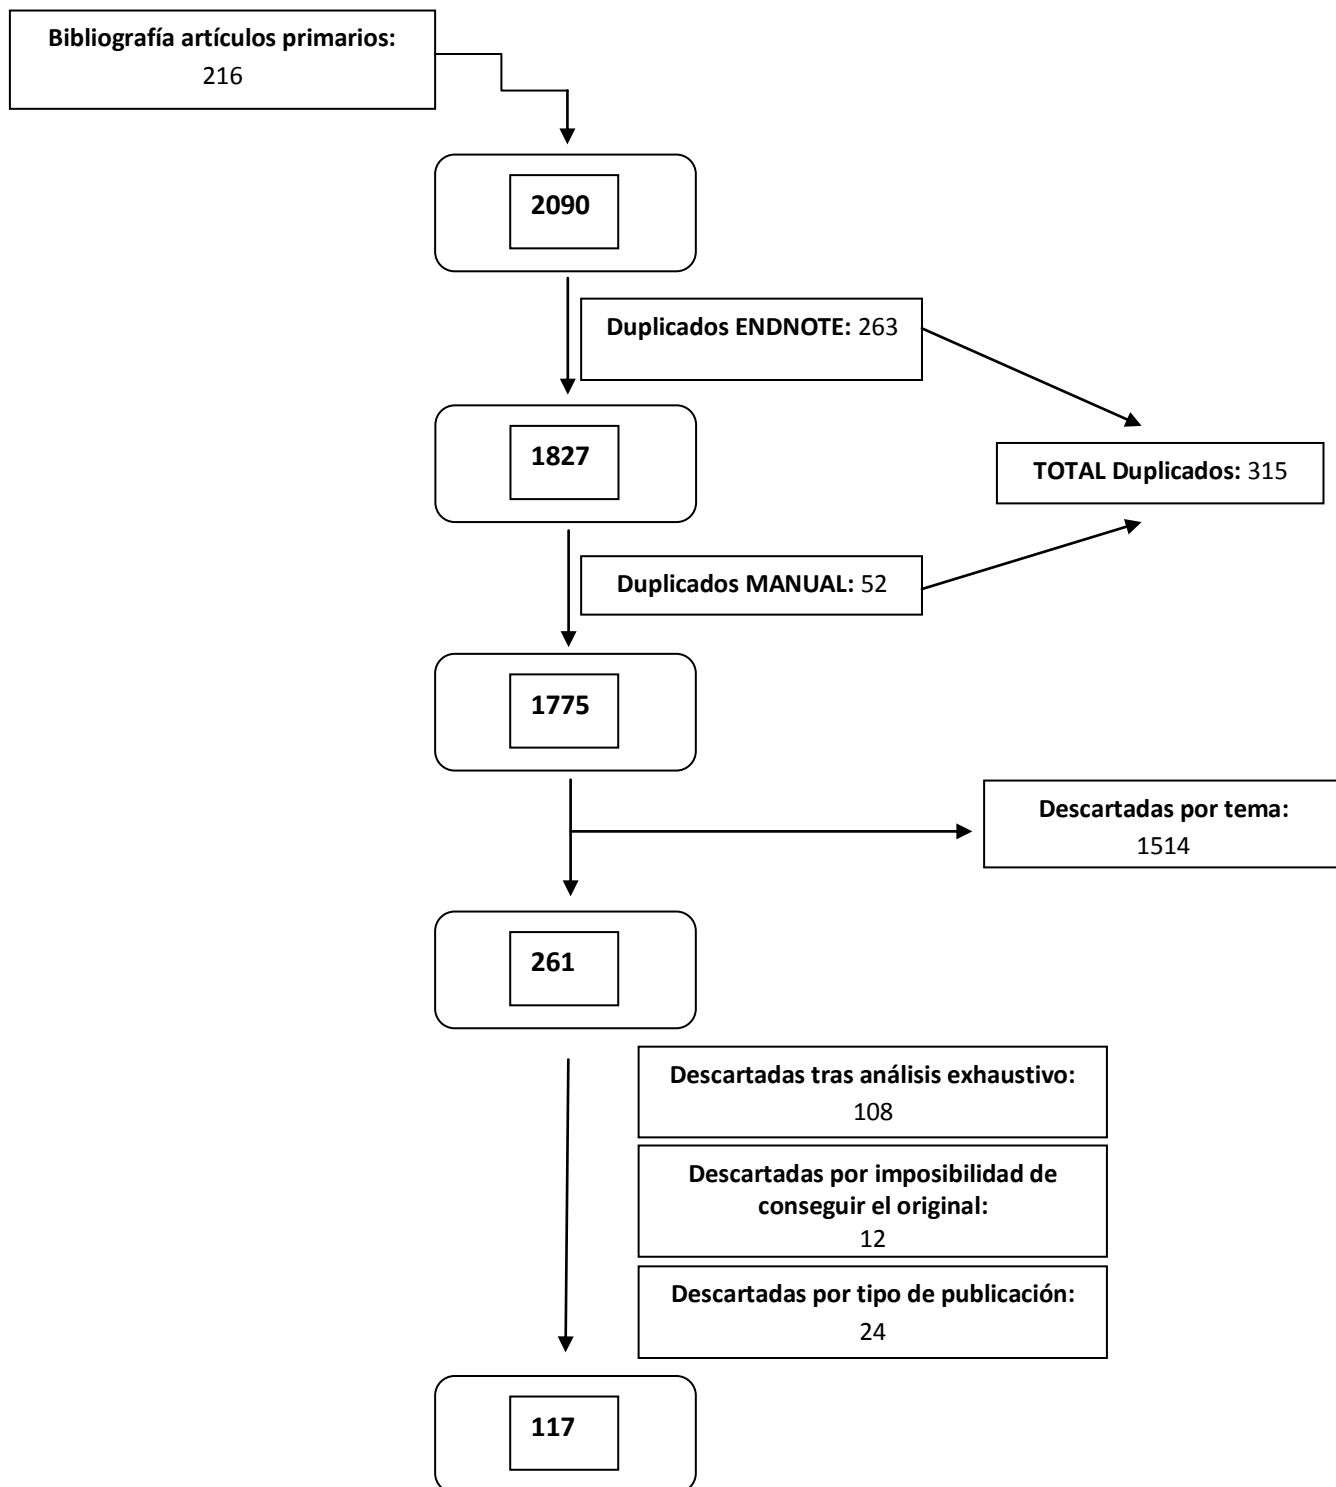 Bibliografía artículos primarios:
216
2090
Duplicados ENDNOTE: 263
1827
TOTAL Duplicados: 315
Duplicados MANUAL: 52
1775
Descartadas por tema:
1514
261
Descartadas tras análisis exhaustivo:
108
Descartadas por imposibilidad de
conseguir el original:
12
Descartadas por tipo de publicación:
24
117